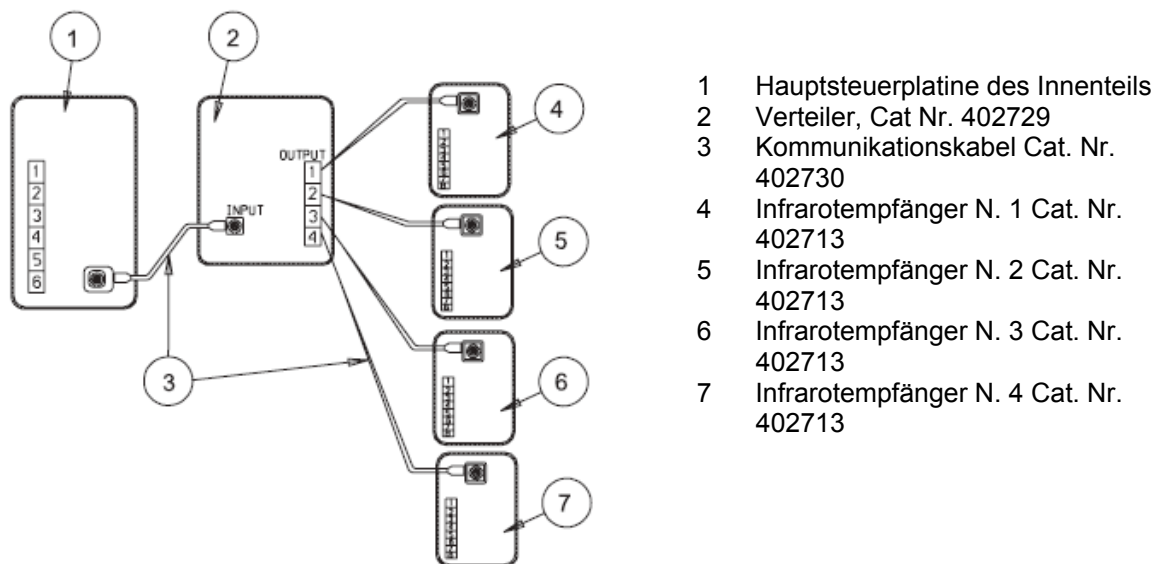 1
2
4
OUTPUT
1
2
3
4
INPUT
1
2
3
4
5
6
5
3
6
7
1 Hauptsteuerplatine des Innenteils
2 Verteiler, Cat Nr. 402729
3 Kommunikationskabel Cat. Nr.
402730
4 Infrarotempfänger N. 1 Cat. Nr.
402713
5 Infrarotempfänger N. 2 Cat. Nr.
402713
6 Infrarotempfänger N. 3 Cat. Nr.
402713
7 Infrarotempfänger N. 4 Cat. Nr.
402713